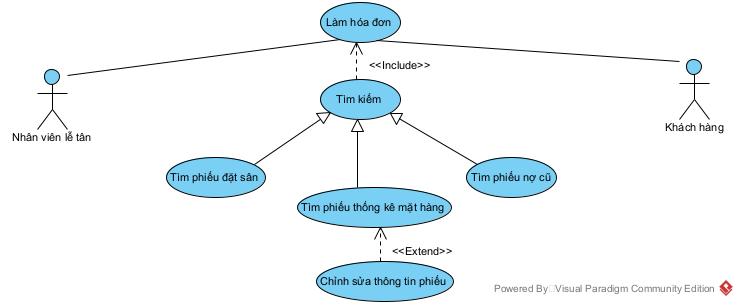 Làm hóa đơn
<<Include>>
Tìm kiếm
Nhân viên lễ tân
Khách hàng
Tìm phiếu đặt sân
Tìm phiếu nợ cũ
Tìm phiếu thống kê mặt hàng
<<Extend>>
Chỉnh sửa thông tin phiếu
Powered By Visual Paradigm Community Edition